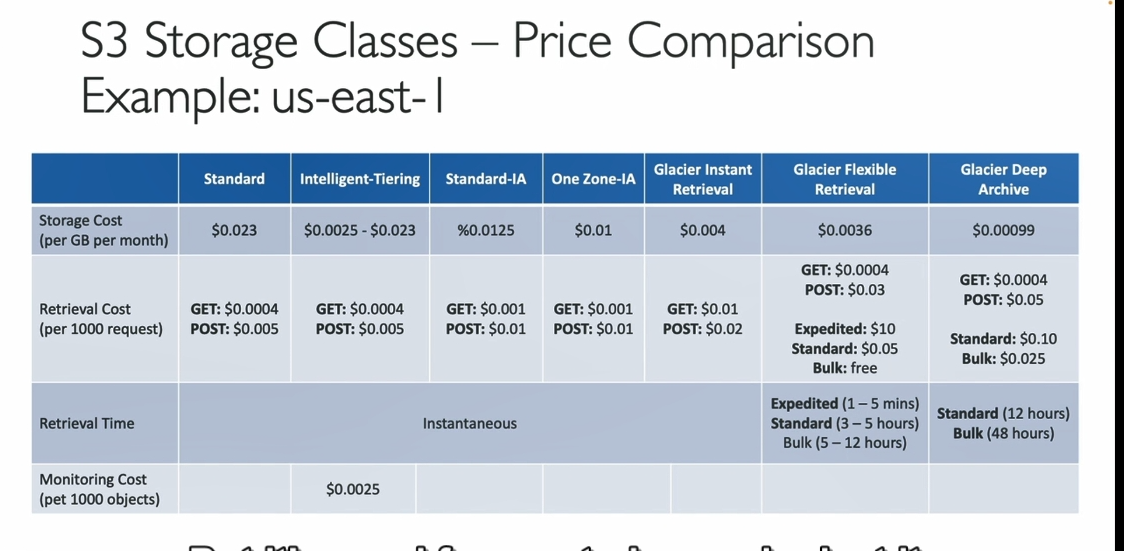 S3 Storage Classes – Price Comparison
Example: us-east-1
Standard
Intelligent-Tiering
Standard-IA
One Zone-IA
Glacier Instant
Retrieval
Glacier Flexible
Retrieval
Glacier Deep
Archive
Storage Cost
(per GB per month)
$0.023
$0.0025 - $0.023
%0.0125
$0.01
$0.004
$0.0036
$0.00099
Retrieval Cost
(per 1000 request)
GET: $0.0004
POST: $0.005
GET: $0.0004
POST: $0.005
GET: $0.001
POST: $0.01
GET: $0.001
POST: $0.01
GET: $0.01
POST: $0.02
GET: $0.0004
POST: $0.03
Expedited: $10
Standard: $0.05
Bulk: free
GET: $0.0004
POST: $0.05
Standard: $0.10
Bulk: $0.025
Retrieval Time
Instantaneous
Expedited (1 – 5 mins)
Standard (3 – 5 hours)
Bulk (5 – 12 hours)
Standard (12 hours)
Bulk (48 hours)
Monitoring Cost
(pet 1000 objects)
$0.0025